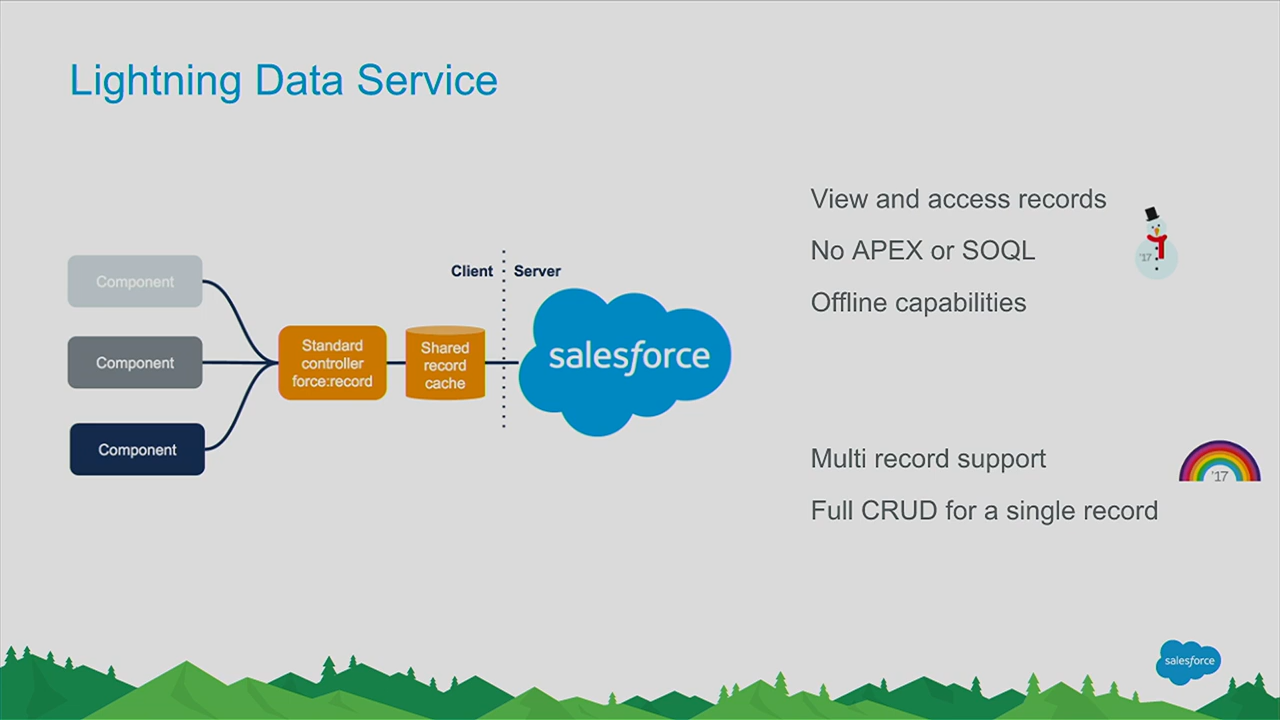 Lightning Data Service
View and access records
No APEX or SOQL
'17
Offline capabilities
Client
Server
Component
Component
Component
Standard
controller
force:record
Shared
record
cache
salesforce
Multi record support
'17
Full CRUD for a single record
salesforce